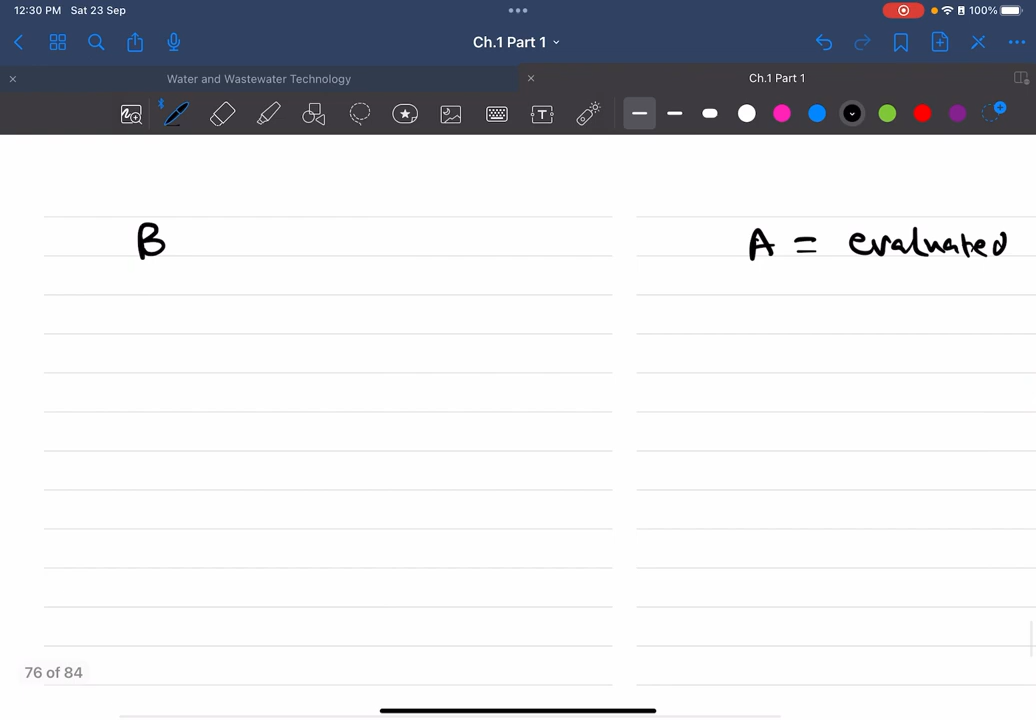 12:30 PM Sat 23 Sep
100%
Ch.1 Part 1
Water and Wastewater Technology
Ch.1 Part 1
B
A = evaluated
76 of 84